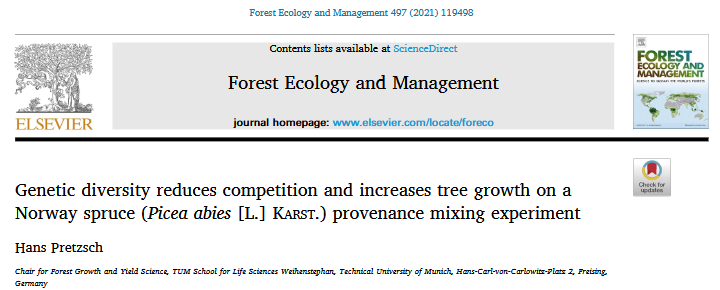 Forest Ecology and Management 497 (2021) 119498
Contents lists available at ScienceDirect
Forest Ecology and Management
journal homepage: www.elsevier.com/locate/foreco
ELSEVIER
FOREST
ECOLOGY AND
MANAGEMENT
Check for
updates
Genetic diversity reduces competition and increases tree growth on a
Norway spruce (Picea abies [L.] KARST.) provenance mixing experiment
Hans Pretzsch
Chair for Forest Growth and Yield Science, TUM School for Life Sciences Weihenstephan, Technical University of Munich, Hans-Carl-von-Carlowitz-Platz 2, Freising,
Germany